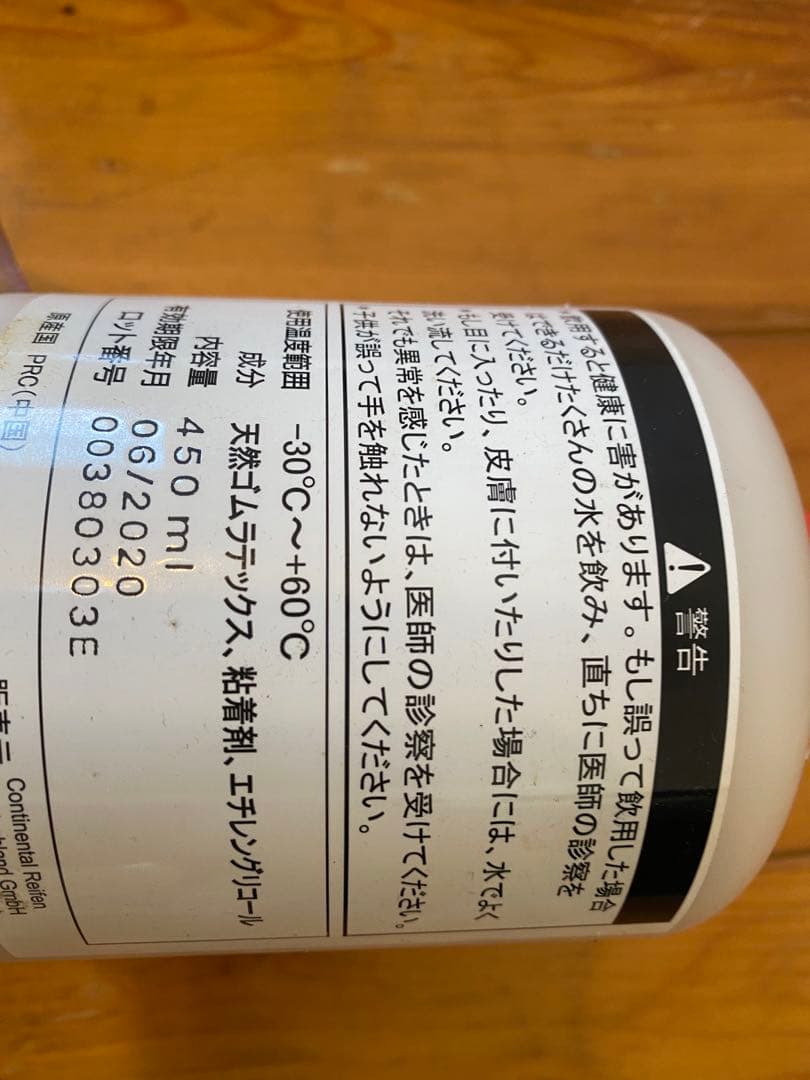 警告
*飲用すると健康に害があります。もし誤って飲用した場合
はできるだけたくさんの水を飲み、直ちに医師の診察を
受けてください。
*もし目に入ったり、皮膚に付いたりした場合には、水でよく
洗い流してください。
それでも異常を感じたときは、医師の診察を受けてください。
*子供が誤って手を触れないようにしてください。
使用温度範囲 -30℃～+60℃
成分 天然ゴムラテックス、粘着剤、エチレングリコール
内容量 450 ml
有効期限年月 06/2020
ロット番号 00380303E
原産国 PRC(中国)
Continental Reifen
GmbH